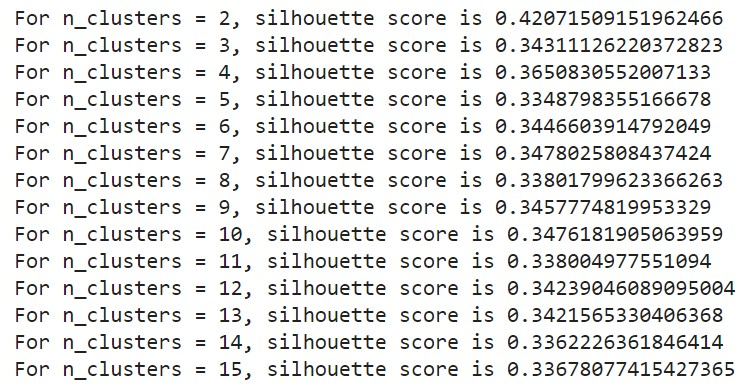 For n_clusters = 2, silhouette score is 0.42071509151962466
For n_clusters = 3, silhouette score is 0.34311126220372823
For n_clusters = 4, silhouette score is 0.3650830552007133
For n_clusters = 5, silhouette score is 0.3348798355166678
For n_clusters = 6, silhouette score is 0.3446603914792049
For n_clusters = 7, silhouette score is 0.3478025808437424
For n_clusters = 8, silhouette score is 0.33801799623366263
For n_clusters = 9, silhouette score is 0.3457774819953329
For n_clusters = 10, silhouette score is 0.3476181905063959
For n_clusters = 11, silhouette score is 0.338004977551094
For n_clusters = 12, silhouette score is 0.34239046089095004
For n_clusters = 13, silhouette score is 0.3421565330406368
For n_clusters = 14, silhouette score is 0.3362226361846414
For n_clusters = 15, silhouette score is 0.33678077415427365